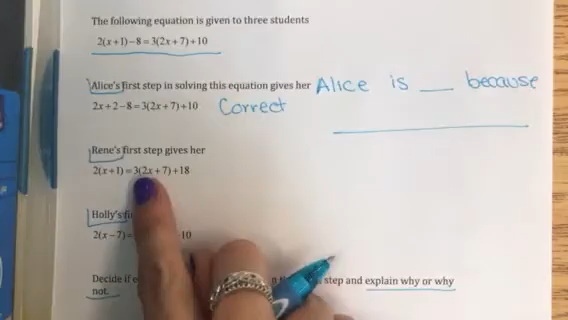 The following equation is given to three students
2(x+1)−8=3(2x+7)+10
Alice's first step in solving this equation gives her
2x+2−8=3(2x+7)+10
Correct
Alice is __ because
Rene's first step gives her
2(x+1)=3(2x+7)+18
Holly's
2(x−7)= 10
Decide if step and explain why or why
not.